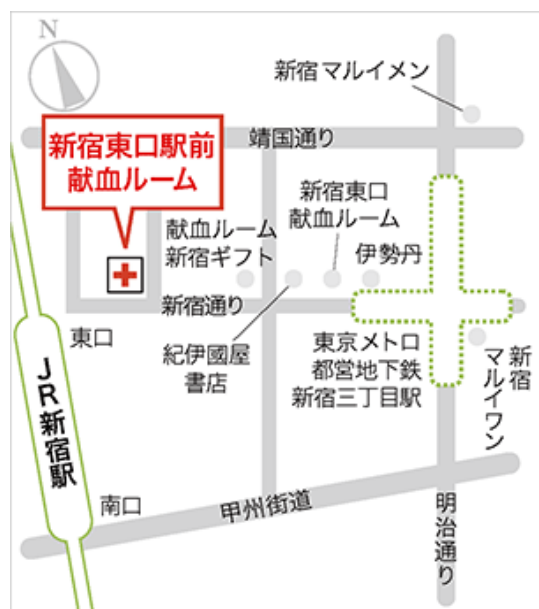 N
新宿マルイメン
靖国通り
新宿東口駅前
献血ルーム
新宿東口
献血ルーム
献血ルーム
新宿ギフト
伊勢丹
新宿通り
東口
紀伊國屋
書店
東京メトロ
都営地下鉄
新宿三丁目駅
新宿
マルイワン
JR新宿駅
南口
甲州街道
明治通り